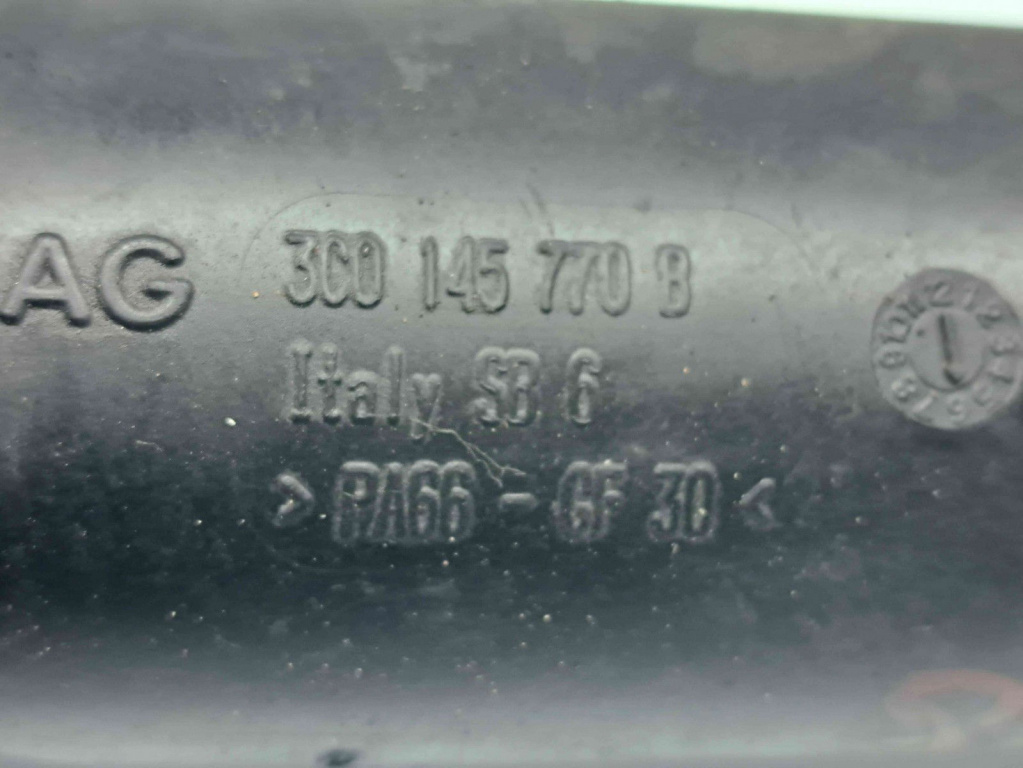 AG
3C0 145 770 B
Italy SB 6
> PA66 - GF 30 <